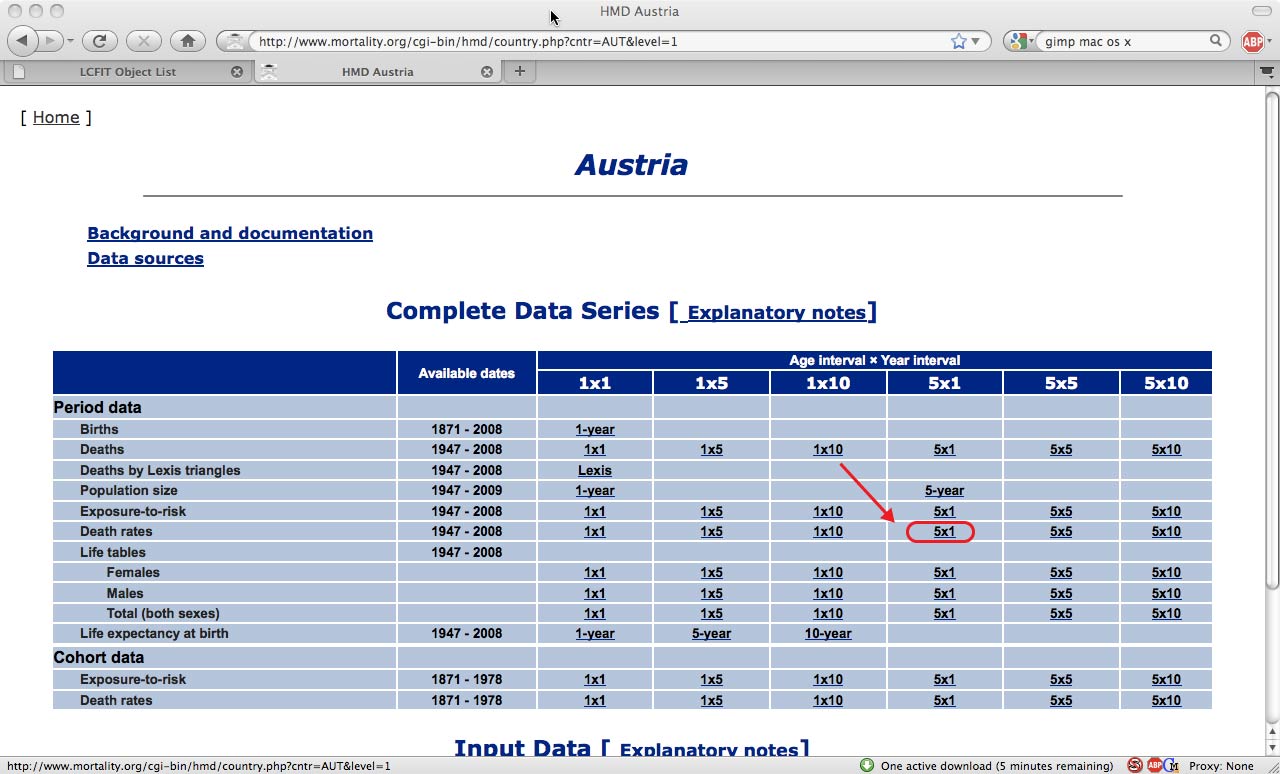 HMD Austria
http://www.mortality.org/cgi-bin/hmd/country.php?cntr=AUT&level=1
gimp mac os x
ABP
LCFIT Object List
HMD Austria
[ Home ]
Austria
Background and documentation
Data sources
Complete Data Series [ Explanatory notes]
Available dates
Age interval × Year interval
1x1 1x5 1x10 5x1 5x5 5x10
Period data
Births 1871 - 2008 1-year
Deaths 1947 - 2008 1x1 1x5 1x10 5x1 5x5 5x10
Deaths by Lexis triangles 1947 - 2008 Lexis
Population size 1947 - 2009 1-year 5-year
Exposure-to-risk 1947 - 2008 1x1 1x5 1x10 5x1 5x5 5x10
Death rates 1947 - 2008 1x1 1x5 1x10 5x1 5x5 5x10
Life tables 1947 - 2008
Females 1x1 1x5 1x10 5x1 5x5 5x10
Males 1x1 1x5 1x10 5x1 5x5 5x10
Total (both sexes) 1x1 1x5 1x10 5x1 5x5 5x10
Life expectancy at birth 1947 - 2008 1-year 5-year 10-year
Cohort data
Exposure-to-risk 1871 - 1978 1x1 1x5 1x10 5x1 5x5 5x10
Death rates 1871 - 1978 1x1 1x5 1x10 5x1 5x5 5x10
Input Data [ Explanatory notes]
http://www.mortality.org/cgi-bin/hmd/country.php?cntr=AUT&level=1
One active download (5 minutes remaining)
ABP
Proxy: None